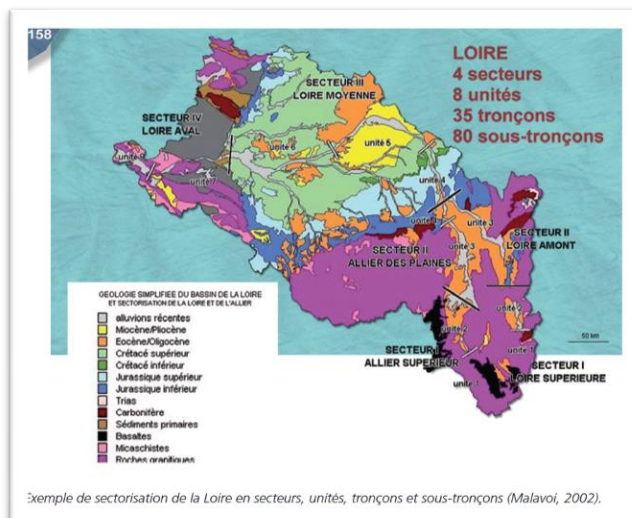 158
LOIRE
4 secteurs
8 unités
35 tronçons
80 sous-tronçons
SECTEUR III
LOIRE MOYENNE
SECTEUR IV
LOIRE AVAL
unité 5
unité 6
unité 7
unité 4
unité 3
unité 3
SECTEUR II
LOIRE AMONT
SECTEUR II
ALLIER DES PLAINES
unité 2
unité 2
SECTEUR I
ALLIER SUPERIEUR
unité 1
unité 1
SECTEUR I
LOIRE SUPERIEURE
50 km
GEOLOGIE SIMPLIFIEE DU BASSIN DE LA LOIRE
ET SECTORISATION DE LA LOIRE ET DE L'ALLIER
alluvions récentes
Miocène/Pliocène
Eocène/Oligocène
Crétacé supérieur
Crétacé inférieur
Jurassique supérieur
Jurassique inférieur
Trias
Carbonifère
Sédiments primaires
Basaltes
Micaschistes
Roches granitiques
Exemple de sectorisation de la Loire en secteurs, unités, tronçons et sous-tronçons (Malavoi, 2002).